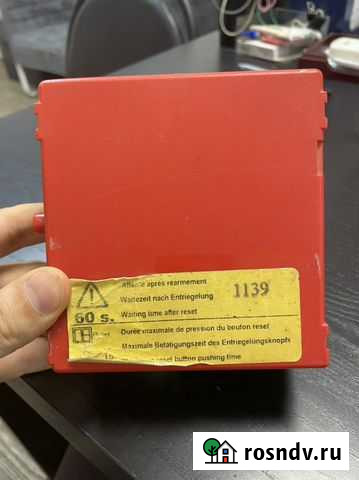 Attente après rearmement
Wartezeit nach Entriegelung 1139
60 s. Waiting time after reset
Durée maximale de pression du bouton reset
Maximale Betätigungszeit des Entriegelungsknopfs
reset button pushing time
rosndv.ru